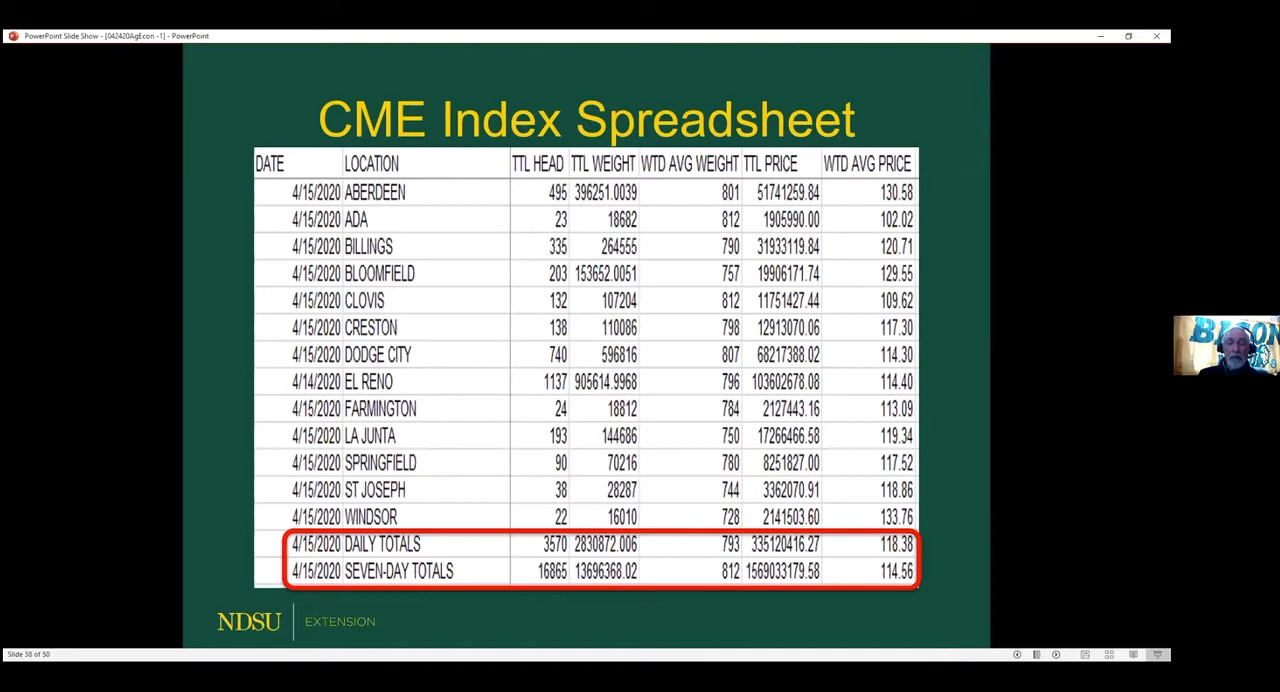 PowerPoint Slide Show - [042420AgEcon -1] - PowerPoint
CME Index Spreadsheet
DATE LOCATION TTL HEAD TTL WEIGHT WTD AVG WEIGHT TTL PRICE WTD AVG PRICE
4/15/2020 ABERDEEN 495 396251.0039 801 51741259.84 130.58
4/15/2020 ADA 23 18682 812 1905990.00 102.02
4/15/2020 BILLINGS 335 264555 790 31933119.84 120.71
4/15/2020 BLOOMFIELD 203 153652.0051 757 19906171.74 129.55
4/15/2020 CLOVIS 132 107204 812 11751427.44 109.62
4/15/2020 CRESTON 138 110086 798 12913070.06 117.30
4/15/2020 DODGE CITY 740 596816 807 68217388.02 114.30
4/14/2020 EL RENO 1137 905614.9968 796 103602678.08 114.40
4/15/2020 FARMINGTON 24 18812 784 2127443.16 113.09
4/15/2020 LA JUNTA 193 144686 750 17266466.58 119.34
4/15/2020 SPRINGFIELD 90 70216 780 8251827.00 117.52
4/15/2020 ST JOSEPH 38 28287 744 3362070.91 118.86
4/15/2020 WINDSOR 22 16010 728 2141503.60 133.76
4/15/2020 DAILY TOTALS 3570 2830872.006 793 335120416.27 118.38
4/15/2020 SEVEN-DAY TOTALS 16865 13696368.02 812 1569033179.58 114.56
NDSU EXTENSION
Slide 38 of 50